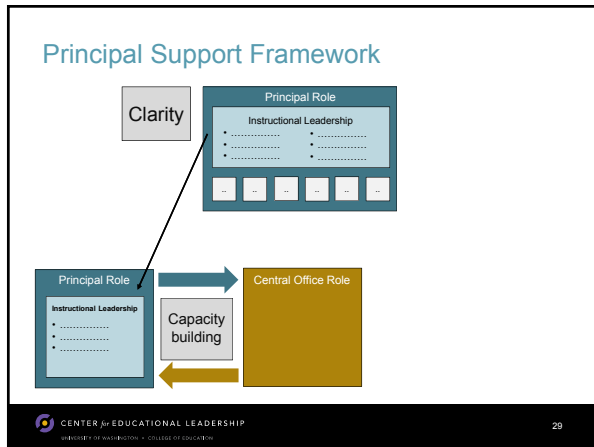 Principal Support Framework
Clarity
Principal Role
Instructional Leadership
• ..............
• ..............
• ..............
• ..............
• ..............
• ..............
..
..
..
..
..
..
Principal Role
Instructional Leadership
• ..............
• ..............
• ..............
Capacity
building
Central Office Role
CENTER for EDUCATIONAL LEADERSHIP
UNIVERSITY OF WASHINGTON • COLLEGE OF EDUCATION
29